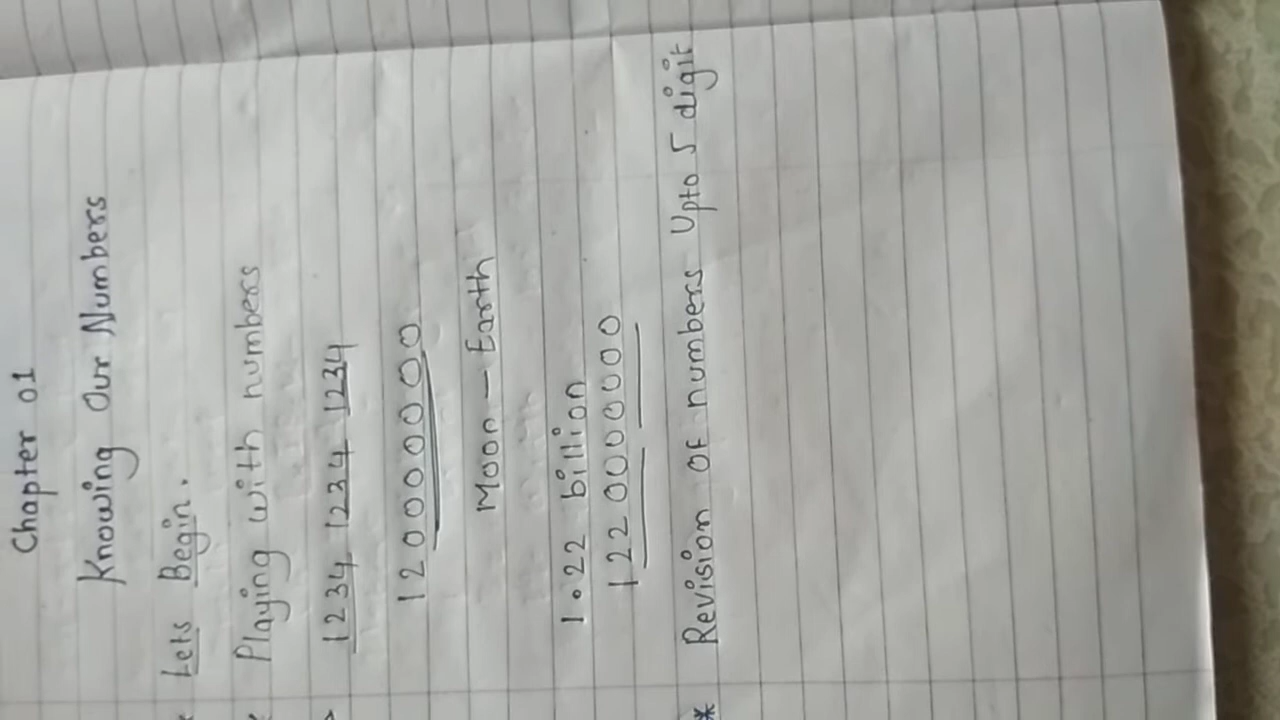 Chapter 01
Knowing Our Numbers
Lets Begin.
Playing with numbers
1234 1234 1234
1200000000
Moon - Earth
1.22 billion
1220000000
* Revision of numbers Upto 5 digit